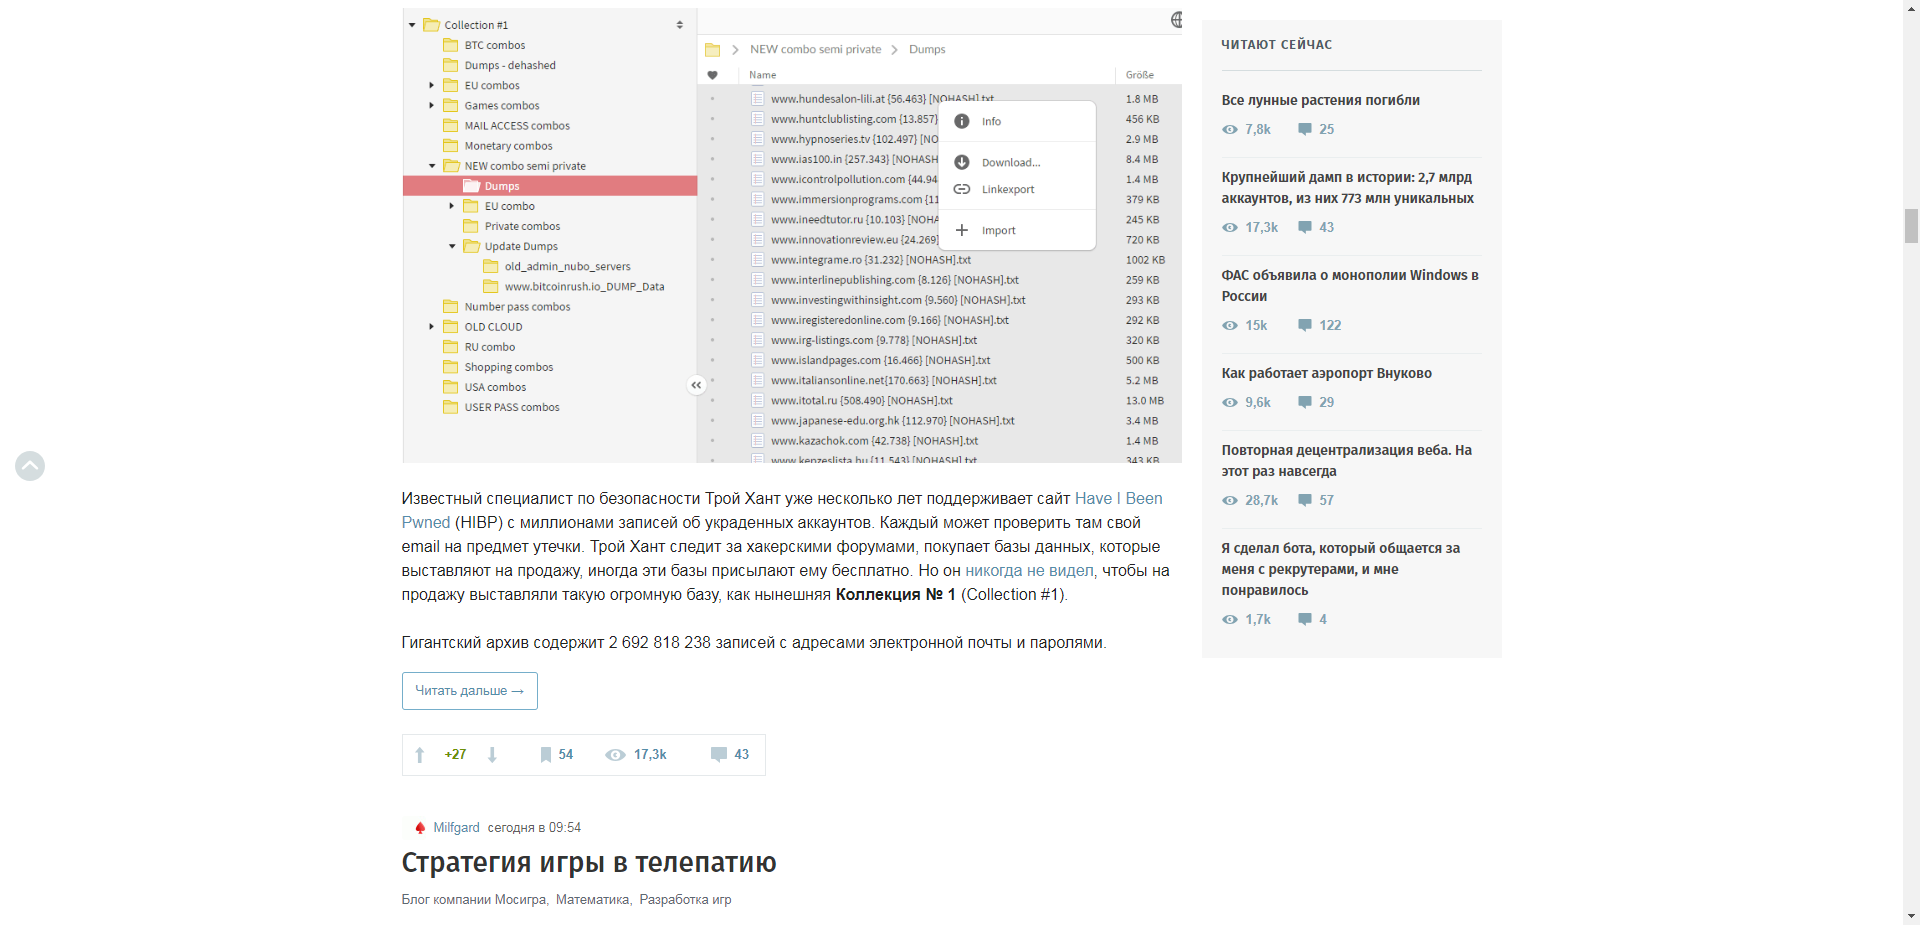 Collection #1
BTC combos
Dumps - dehashed
EU combos
Games combos
MAIL ACCESS combos
Monetary combos
NEW combo semi private
Dumps
EU combo
Private combos
Update Dumps
old_admin_nubo_servers
www.bitcoinrush.io_DUMP_Data
Number pass combos
OLD CLOUD
RU combo
Shopping combos
USA combos
USER PASS combos
NEW combo semi private > Dumps
Name Größe
www.hundesalon-lili.at {56.463} [NOHASH].txt 1.8 MB
www.huntclublisting.com {13.857} 456 KB
www.hypnoseries.tv {102.497} [NO 2.9 MB
www.ias100.in {257.343} [NOHASH 8.4 MB
www.icontrolpollution.com {44.94 1.4 MB
www.immersionprograms.com {11 379 KB
www.ineedtutor.ru {10.103} [NOHA 245 KB
www.innovationreview.eu {24.269} 720 KB
www.integrame.ro {31.232} [NOHASH].txt 1002 KB
www.interlinepublishing.com {8.126} [NOHASH].txt 259 KB
www.investingwithinsight.com {9.560} [NOHASH].txt 293 KB
www.iregisteredonline.com {9.166} [NOHASH].txt 292 KB
www.irg-listings.com {9.778} [NOHASH].txt 320 KB
www.islandpages.com {16.466} [NOHASH].txt 500 KB
www.italiansonline.net{170.663} [NOHASH].txt 5.2 MB
www.itotal.ru {508.490} [NOHASH].txt 13.0 MB
www.japanese-edu.org.hk {112.970} [NOHASH].txt 3.4 MB
www.kazachok.com {42.738} [NOHASH].txt 1.4 MB
www.kepzeslista.hu {11.543} [NOHASH].txt 343 KB
Info
Download...
Linkexport
Import
Известный специалист по безопасности Трой Хант уже несколько лет поддерживает сайт Have I Been
Pwned (HIBP) с миллионами записей об украденных аккаунтов. Каждый может проверить там свой
email на предмет утечки. Трой Хант следит за хакерскими форумами, покупает базы данных, которые
выставляют на продажу, иногда эти базы присылают ему бесплатно. Но он никогда не видел, чтобы на
продажу выставляли такую огромную базу, как нынешняя Коллекция № 1 (Collection #1).
Гигантский архив содержит 2 692 818 238 записей с адресами электронной почты и паролями.
Читать дальше →
+27 54 17,3k 43
Milfgard сегодня в 09:54
Стратегия игры в телепатию
Блог компании Мосигра, Математика, Разработка игр
ЧИТАЮТ СЕЙЧАС
Все лунные растения погибли
7,8k 25
Крупнейший дамп в истории: 2,7 млрд
аккаунтов, из них 773 млн уникальных
17,3k 43
ФАС объявила о монополии Windows в
России
15k 122
Как работает аэропорт Внуково
9,6k 29
Повторная децентрализация веба. На
этот раз навсегда
28,7k 57
Я сделал бота, который общается за
меня с рекрутерами, и мне
понравилось
1,7k 4